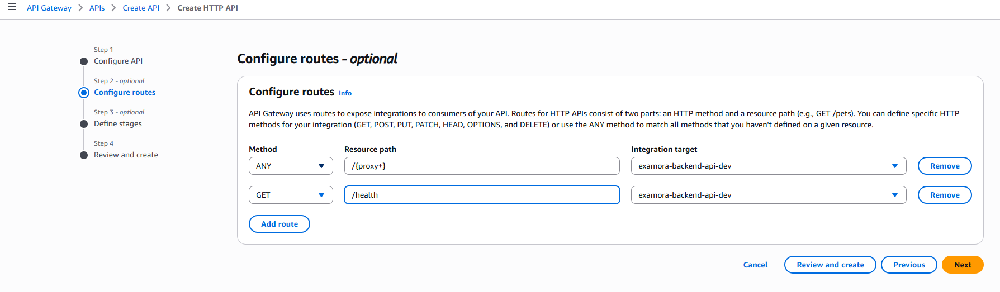 API Gateway > APIs > Create API > Create HTTP API
Step 1
Configure API
Step 2 - optional
Configure routes
Step 3 - optional
Define stages
Step 4
Review and create
Configure routes - optional
Configure routes Info
API Gateway uses routes to expose integrations to consumers of your API. Routes for HTTP APIs consist of two parts: an HTTP method and a resource path (e.g., GET /pets). You can define specific HTTP
methods for your integration (GET, POST, PUT, PATCH, HEAD, OPTIONS, and DELETE) or use the ANY method to match all methods that you haven't defined on a given resource.
Method Resource path Integration target
ANY /{proxy+} examora-backend-api-dev Remove
GET /health examora-backend-api-dev Remove
Add route
Cancel Review and create Previous Next